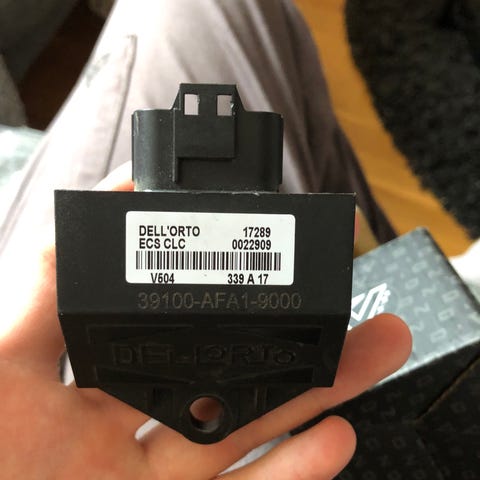 DELL'ORTO 17289
ECS CLC 0022909
V504 339 A 17
39100-AFA1-9000
DELL'ORTO